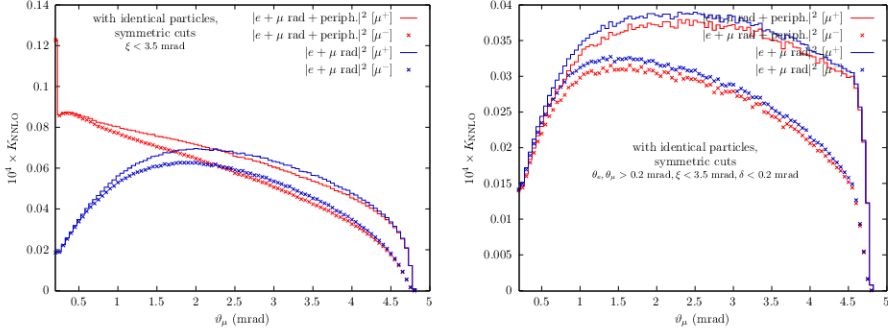 0.14
0.12
0.1
0.08
0.06
0.04
0.02
0
10⁴ × K_NNLO
with identical particles,
symmetric cuts
ξ < 3.5 mrad
|e + μ rad + periph.|² [μ⁺]
|e + μ rad + periph.|² [μ⁻]
|e + μ rad|² [μ⁺]
|e + μ rad|² [μ⁻]
0.5 1 1.5 2 2.5 3 3.5 4 4.5 5
ϑ_μ (mrad)
0.04
0.035
0.03
0.025
0.02
0.015
0.01
0.005
0
10⁴ × K_NNLO
|e + μ rad + periph.|² [μ⁺]
|e + μ rad + periph.|² [μ⁻]
|e + μ rad|² [μ⁺]
|e + μ rad|² [μ⁻]
with identical particles,
symmetric cuts
θₑ, θ_μ > 0.2 mrad, ξ < 3.5 mrad, δ < 0.2 mrad
0.5 1 1.5 2 2.5 3 3.5 4 4.5 5
ϑ_μ (mrad)